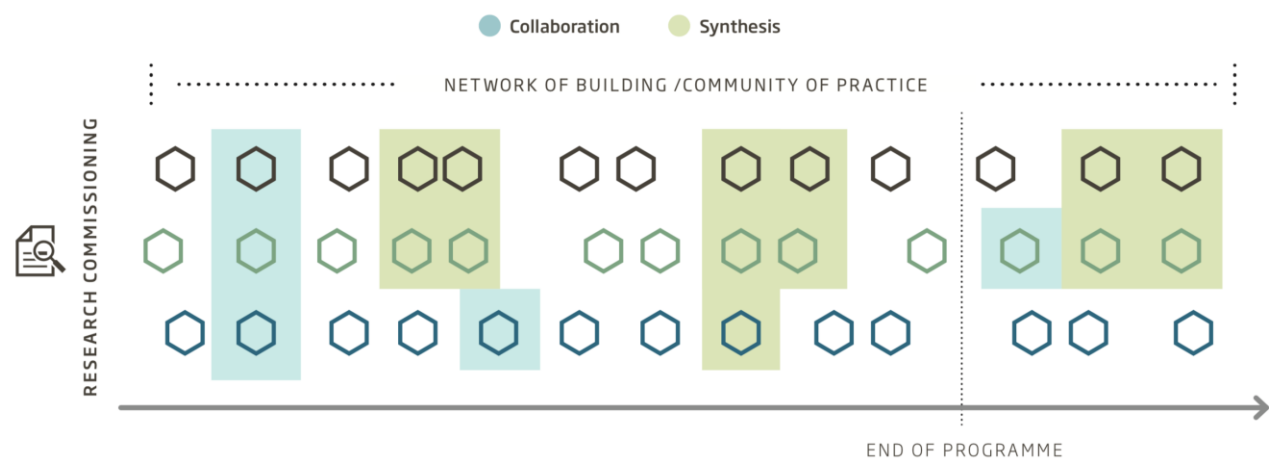 Collaboration Synthesis
NETWORK OF BUILDING /COMMUNITY OF PRACTICE
RESEARCH COMMISSIONING
END OF PROGRAMME